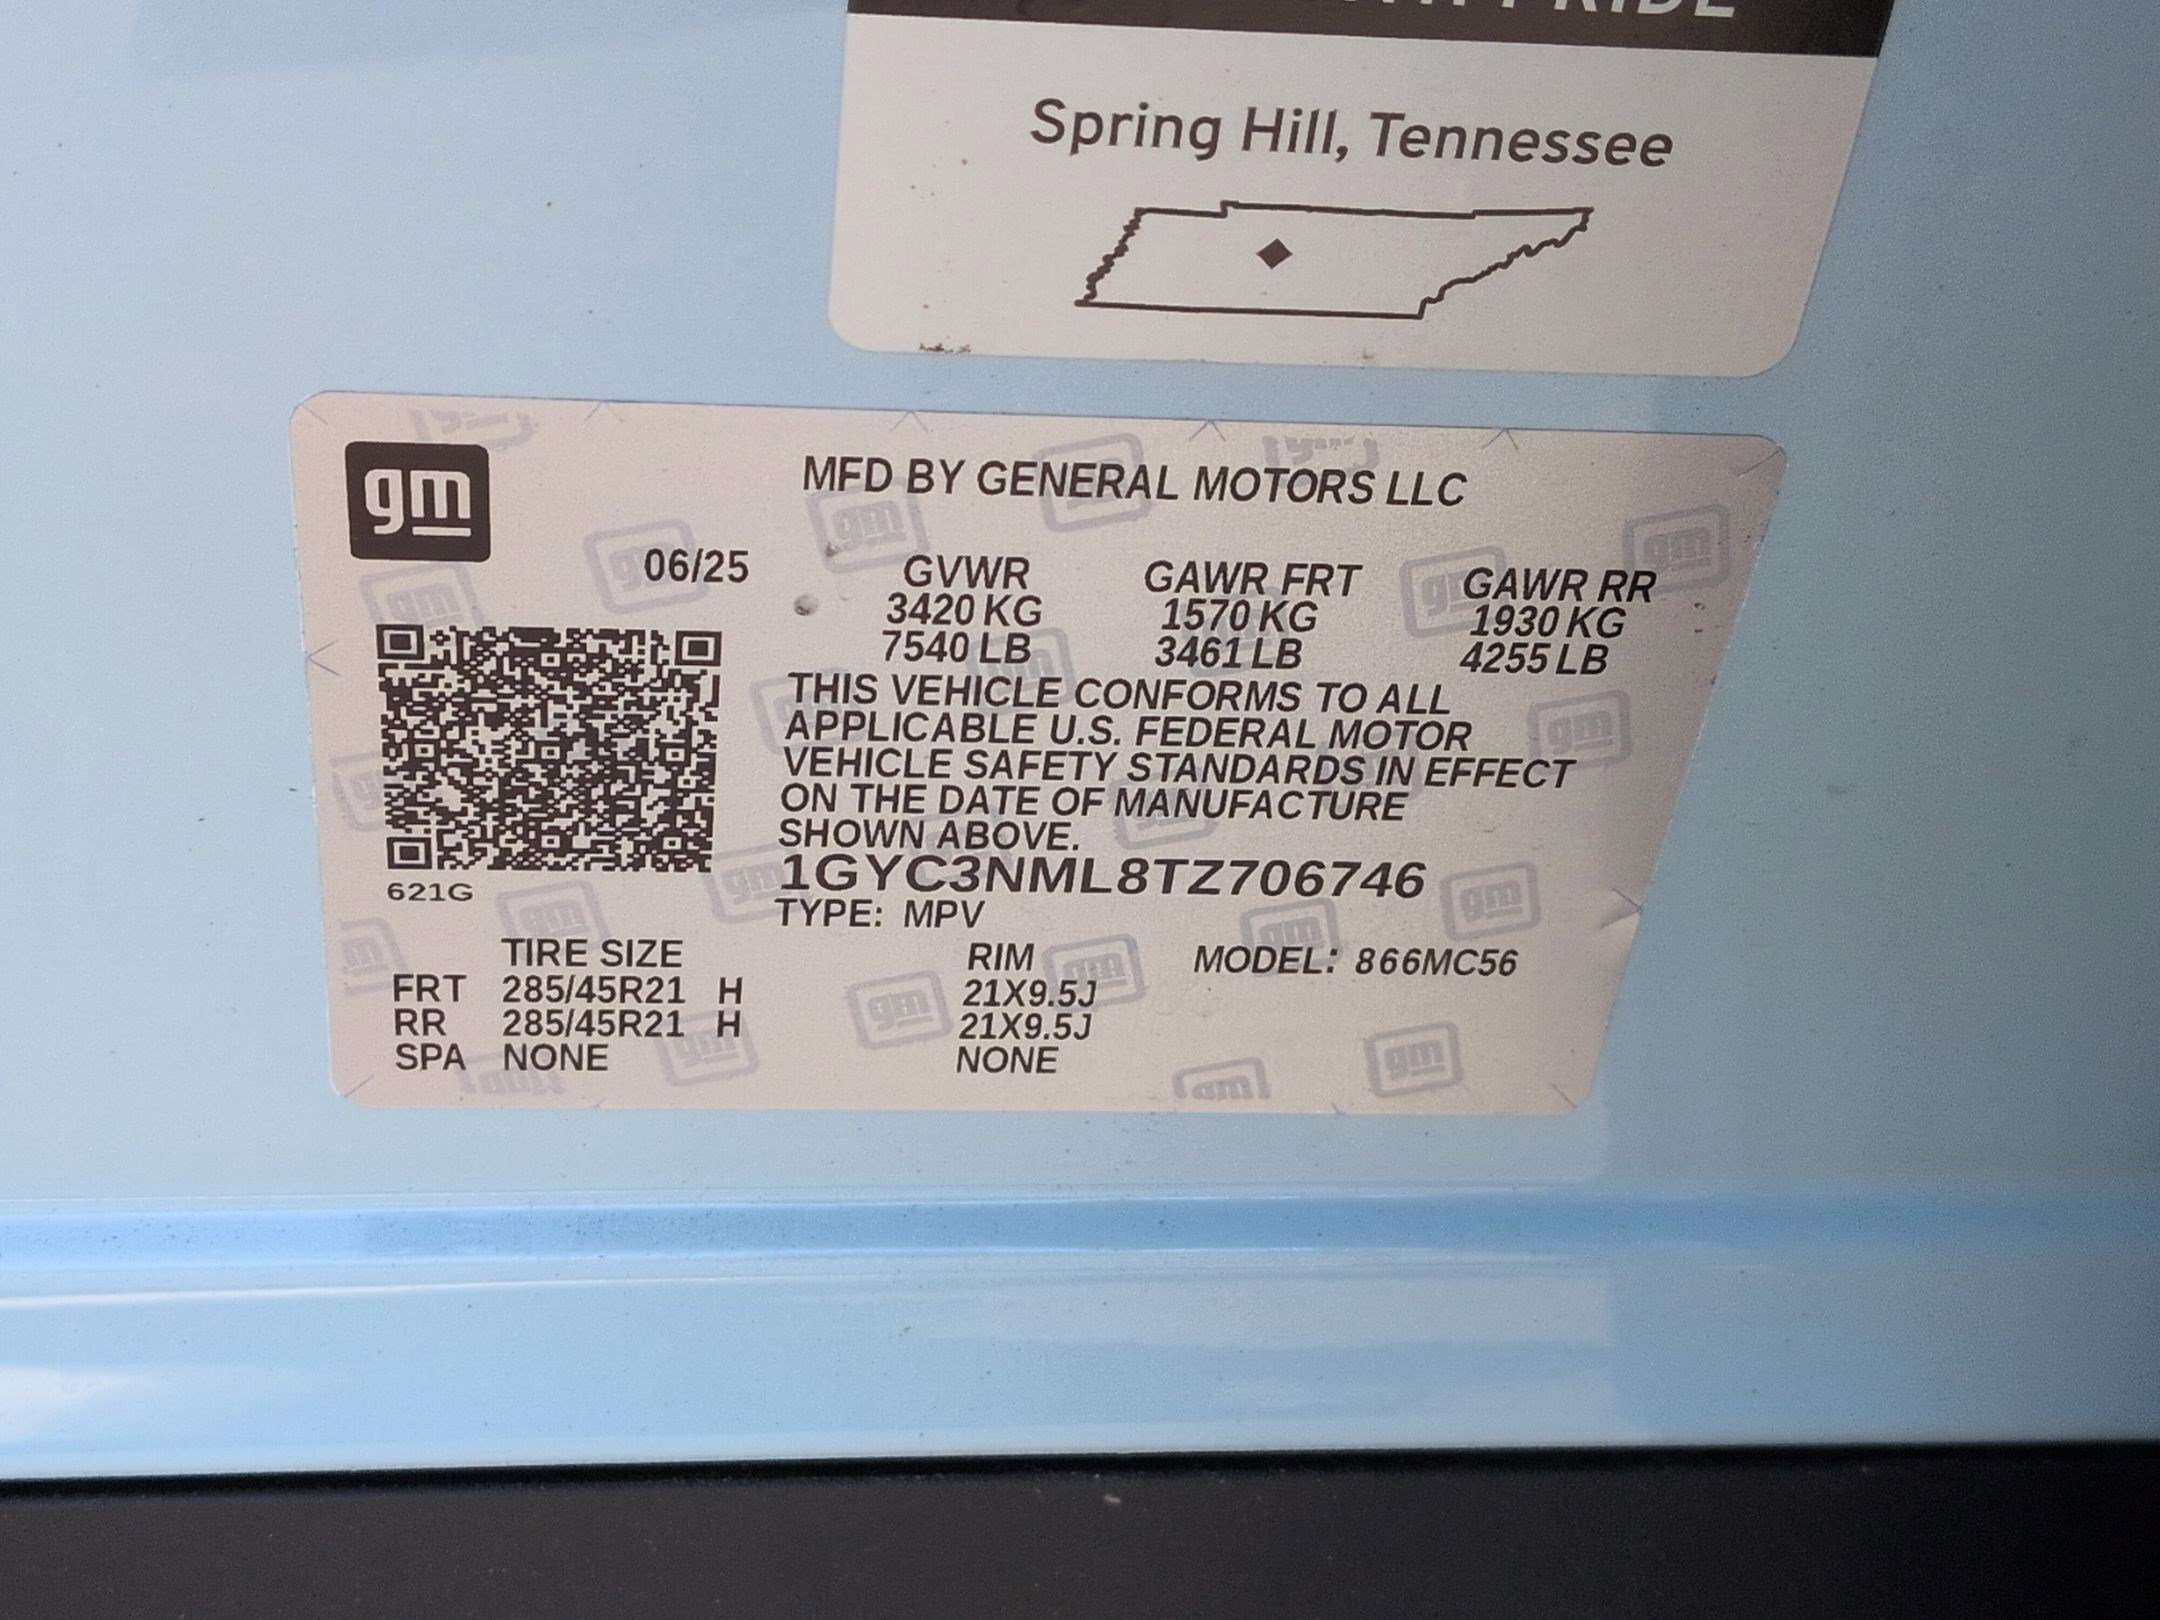 PRIDE
Spring Hill, Tennessee
gm
MFD BY GENERAL MOTORS LLC
06/25
GVWR GAWR FRT GAWR RR
3420 KG 1570 KG 1930 KG
7540 LB 3461 LB 4255 LB
THIS VEHICLE CONFORMS TO ALL
APPLICABLE U.S. FEDERAL MOTOR
VEHICLE SAFETY STANDARDS IN EFFECT
ON THE DATE OF MANUFACTURE
SHOWN ABOVE.
1GYC3NML8TZ706746
621G
TYPE: MPV
TIRE SIZE RIM MODEL: 866MC56
FRT 285/45R21 H 21X9.5J
RR 285/45R21 H 21X9.5J
SPA NONE NONE